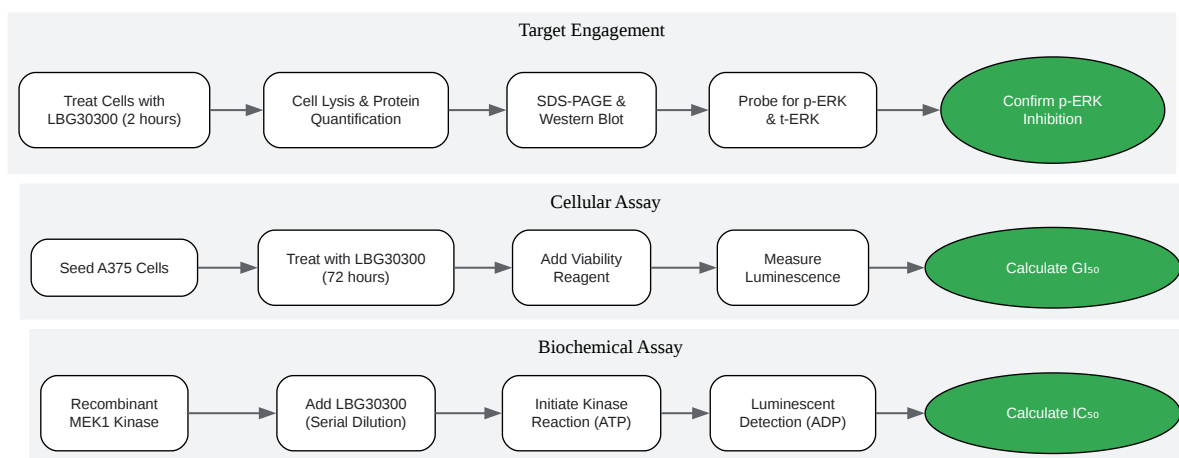 Target Engagement
Treat Cells with
LBG30300 (2 hours)
Cell Lysis & Protein
Quantification
SDS-PAGE &
Western Blot
Probe for p-ERK
& t-ERK
Confirm p-ERK
Inhibition
Cellular Assay
Seed A375 Cells
Treat with LBG30300
(72 hours)
Add Viability
Reagent
Measure
Luminescence
Calculate GI₅₀
Biochemical Assay
Recombinant
MEK1 Kinase
Add LBG30300
(Serial Dilution)
Initiate Kinase
Reaction (ATP)
Luminescent
Detection (ADP)
Calculate IC₅₀